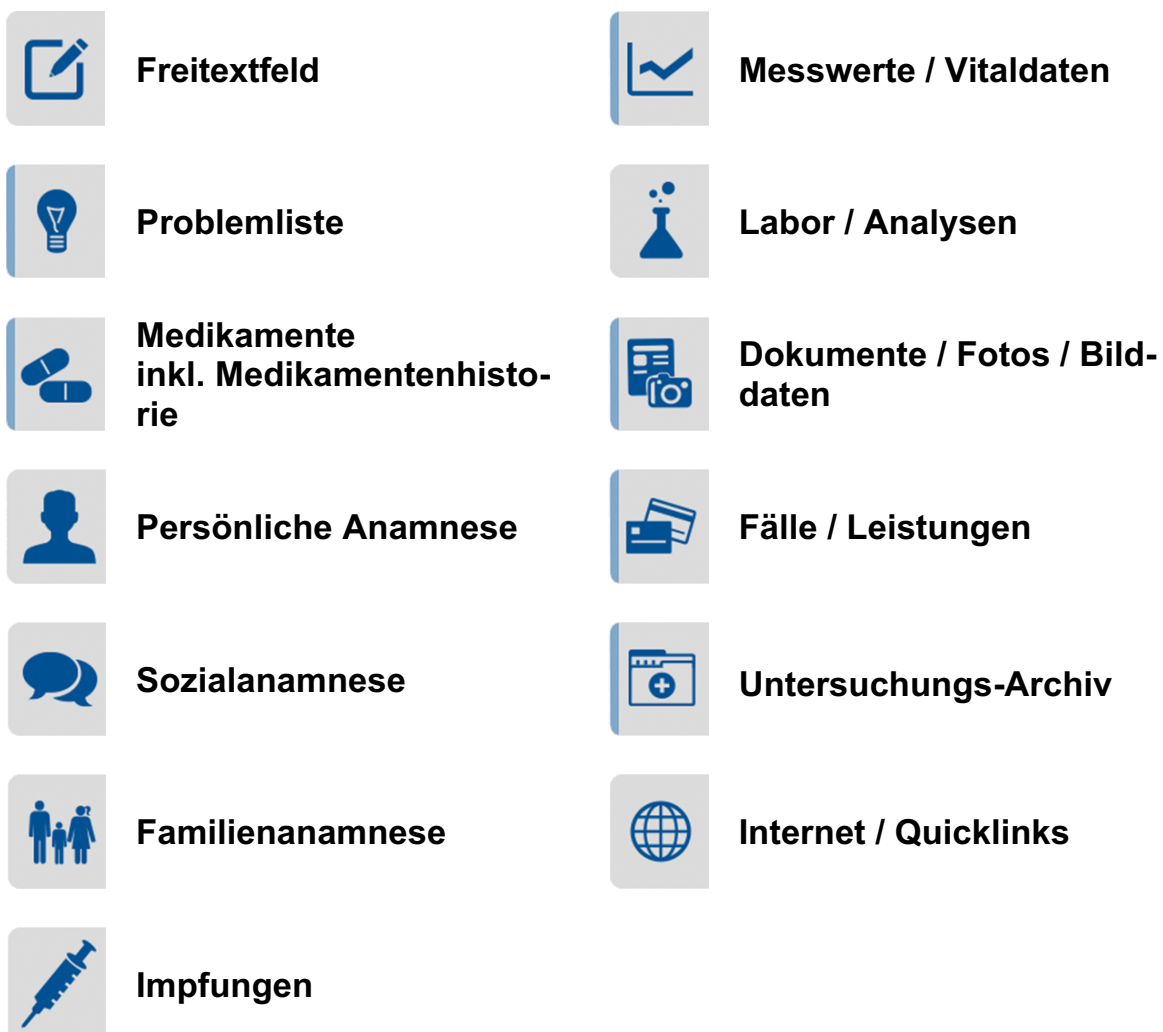 Freitextfeld
Problemliste
Medikamente
inkl. Medikamentenhisto-
rie
Persönliche Anamnese
Sozialanamnese
Familienanamnese
Impfungen
Messwerte / Vitaldaten
Labor / Analysen
Dokumente / Fotos / Bild-
daten
Fälle / Leistungen
Untersuchungs-Archiv
Internet / Quicklinks